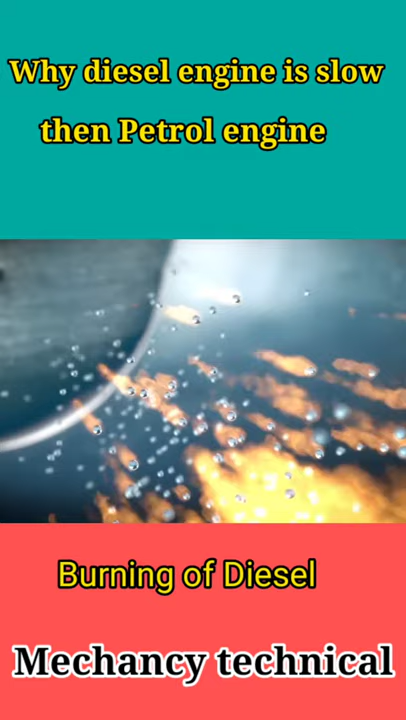 Why diesel engine is slow
then Petrol engine
Burning of Diesel
Mechancy technical